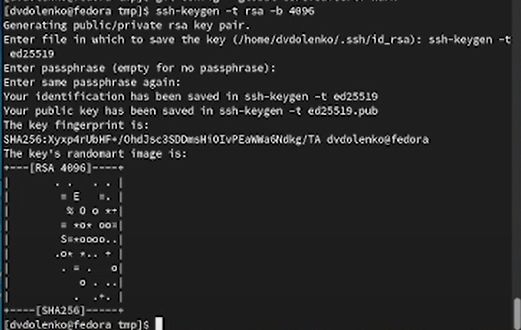 [dvdolenko@fedora tmp]$ ssh-keygen -t rsa -b 4096
Generating public/private rsa key pair.
Enter file in which to save the key (/home/dvdolenko/.ssh/id_rsa): ssh-keygen -t
 ed25519
Enter passphrase (empty for no passphrase):
Enter same passphrase again:
Your identification has been saved in ssh-keygen -t ed25519
Your public key has been saved in ssh-keygen -t ed25519.pub
The key fingerprint is:
SHA256:Xyxp4rUbHF+/OhdJsc3SDDmsHiOIvPEaWWa6Ndkg/TA dvdolenko@fedora
The key's randomart image is:
+---[RSA 4096]----+
|       . .   . . |
|        = E   =. |
|         % O o *+|
|        = *o* oo=|
|        S=*oooo..|
|       .o* *.. + |
|        . = .   o|
|         o . . ..|
|          .  .+. |
+----[SHA256]-----+
[dvdolenko@fedora tmp]$